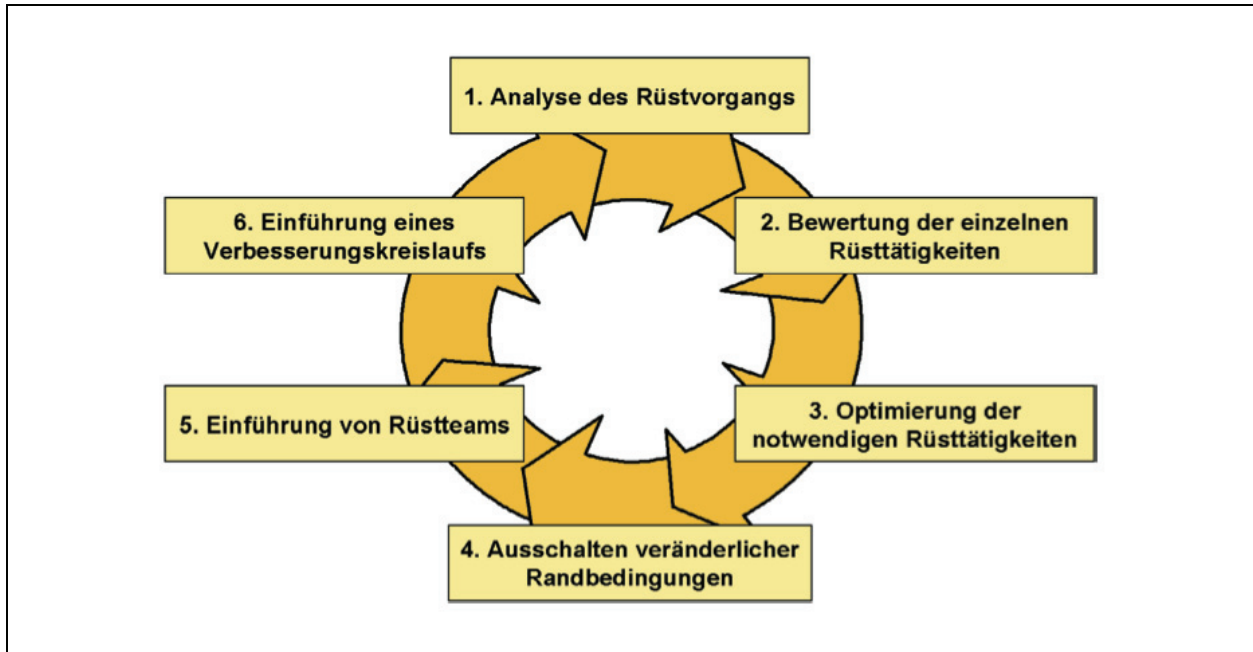 1. Analyse des Rüstvorgangs
2. Bewertung der einzelnen
Rüsttätigkeiten
3. Optimierung der
notwendigen Rüsttätigkeiten
4. Ausschalten veränderlicher
Randbedingungen
5. Einführung von Rüstteams
6. Einführung eines
Verbesserungskreislaufs